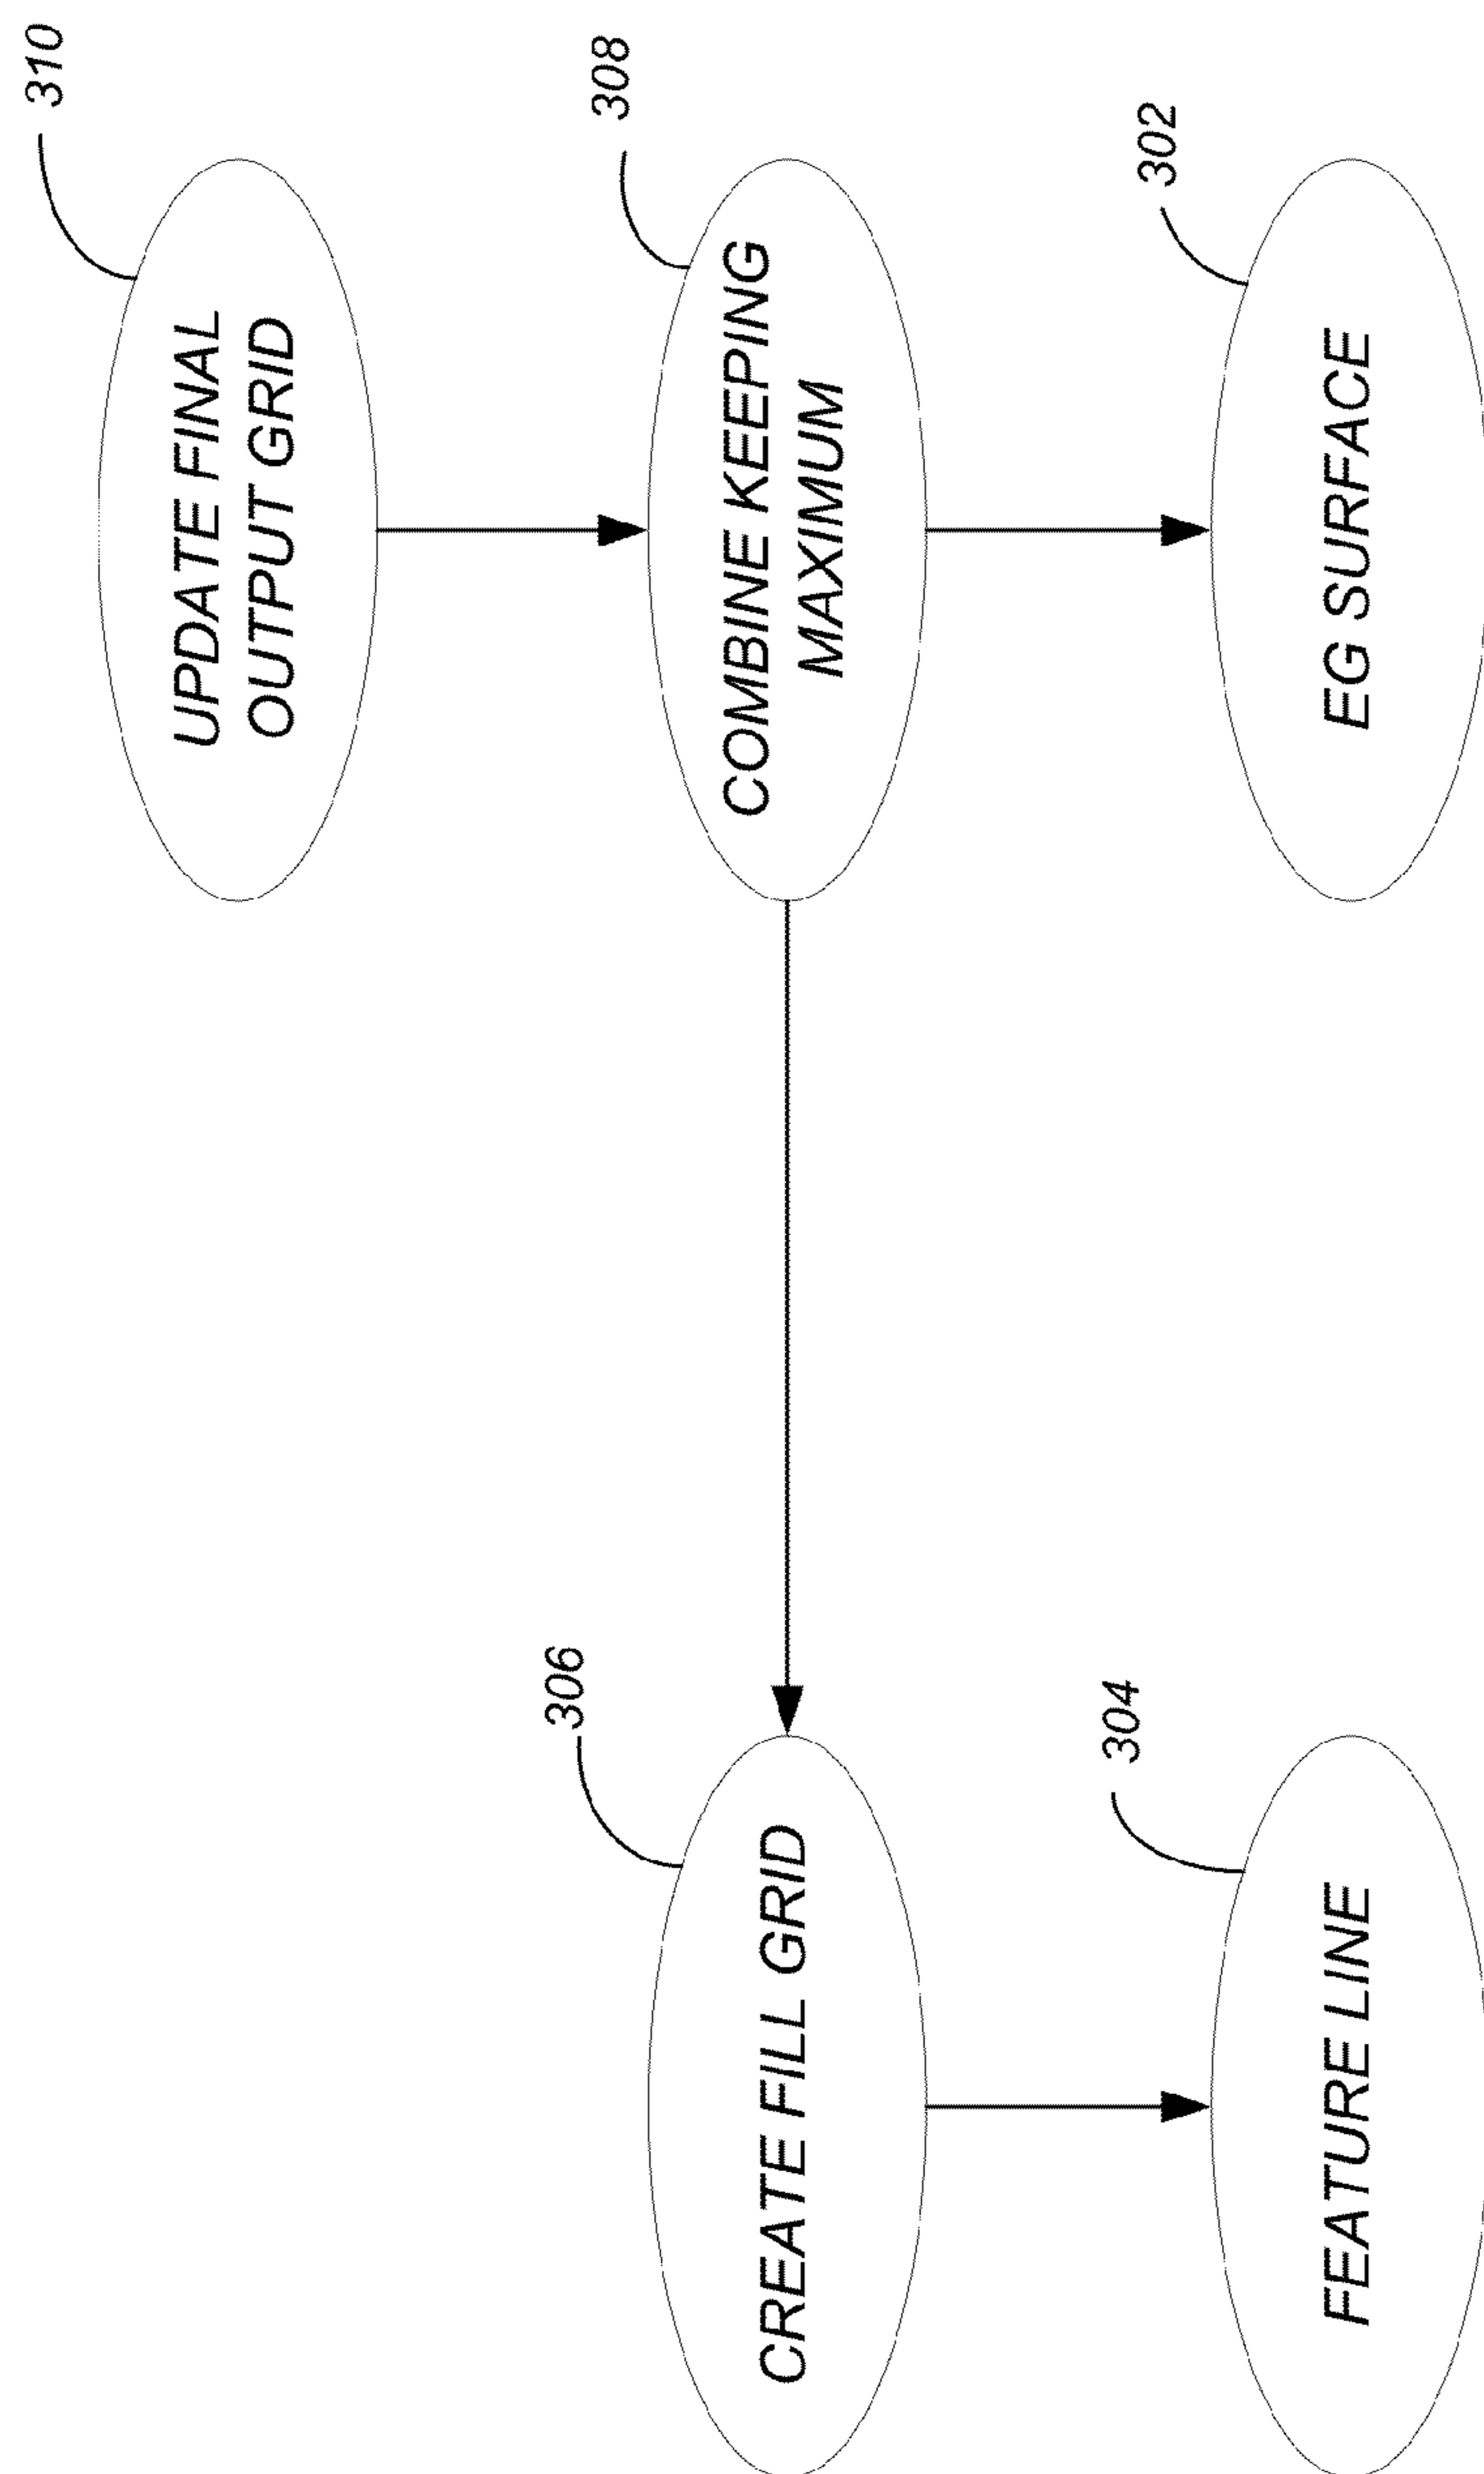 310
UPDATE FINAL
OUTPUT GRID
306
CREATE FILL GRID
308
COMBINE KEEPING
MAXIMUM
304
FEATURE LINE
302
EG SURFACE